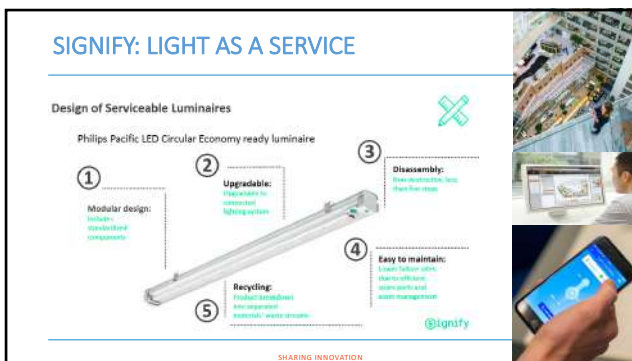 SIGNIFY: LIGHT AS A SERVICE
Design of Serviceable Luminaires
Philips Pacific LED Circular Economy ready luminaire
1
Modular design:
Includes
standardized
components
2
Upgradable:
Upgradable to
connected
lighting system
3
Disassembly:
Non-destructive, less
than five steps
4
Easy to maintain:
Lower failure rates
due to efficient
spare parts and
asset management
Recycling:
Product breakdown
into separated
materials' waste streams
5
Signify
SHARING INNOVATION